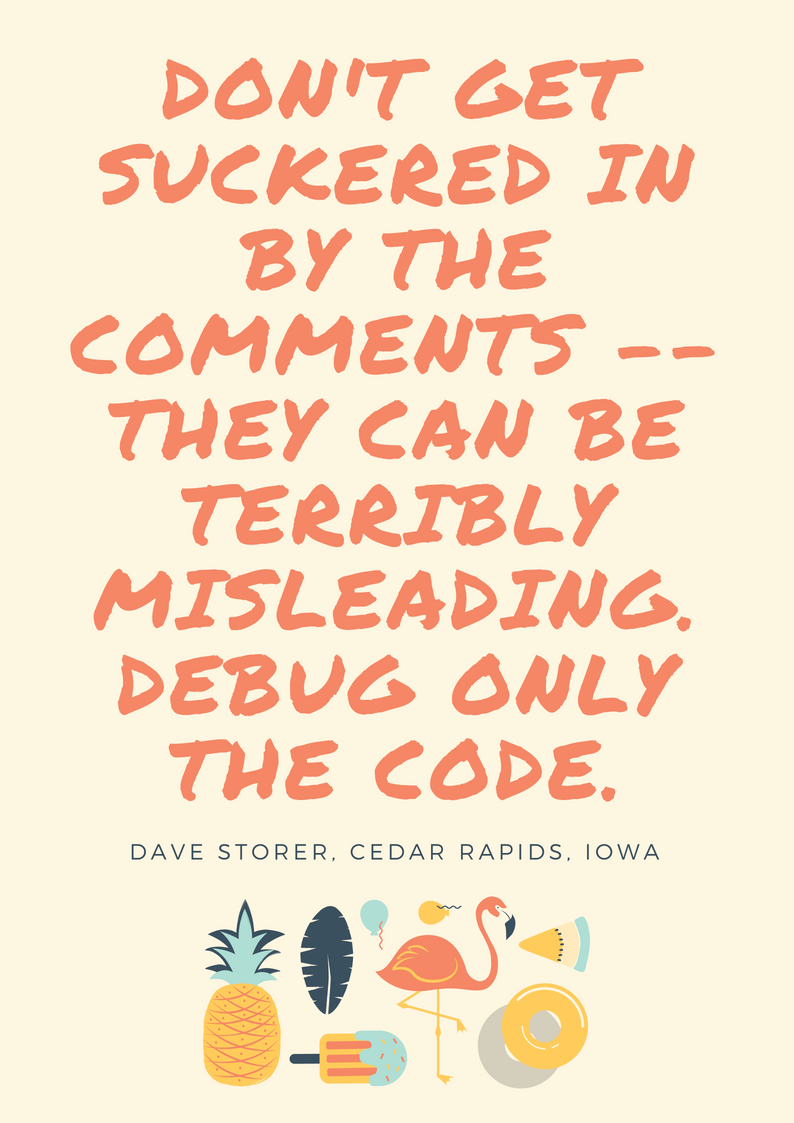 DON'T GET
SUCKERED IN
BY THE
COMMENTS --
THEY CAN BE
TERRIBLY
MISLEADING.
DEBUG ONLY
THE CODE.
DAVE STORER, CEDAR RAPIDS, IOWA